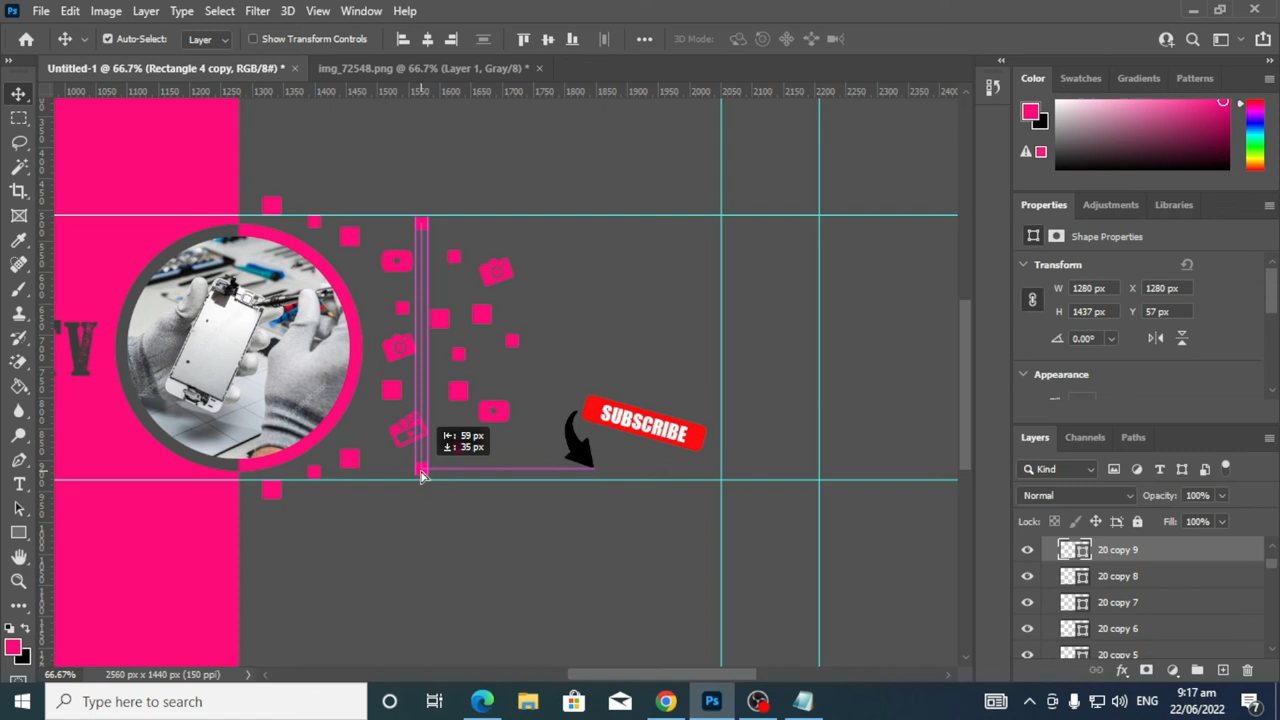 Ps File Edit Image Layer Type Select Filter 3D View Window Help
Auto-Select: Layer Show Transform Controls 3D Mode:
Untitled-1 @ 66.7% (Rectangle 4 copy, RGB/8#) * × img_72548.png @ 66.7% (Layer 1, Gray/8) * ×
1000 1050 1100 1150 1200 1250 1300 1350 1400 1450 1500 1550 1600 1650 1700 1750 1800 1850 1900 1950 2000 2050 2100 2150 2200 2250 2300 2350 2400
Color Swatches Gradients Patterns
Properties Adjustments Libraries
Shape Properties
Transform
W 1280 px X 1280 px
H 1437 px Y 57 px
0.00°
Appearance
TV
SUBSCRIBE
59 px
35 px
Layers Channels Paths
Kind
Normal Opacity: 100%
Lock: Fill: 100%
20 copy 9
20 copy 8
20 copy 7
20 copy 6
20 copy 5
66.67% 2560 px x 1440 px (150 ppi)
Type here to search
Ps
ENG
9:17 am
22/06/2022
7